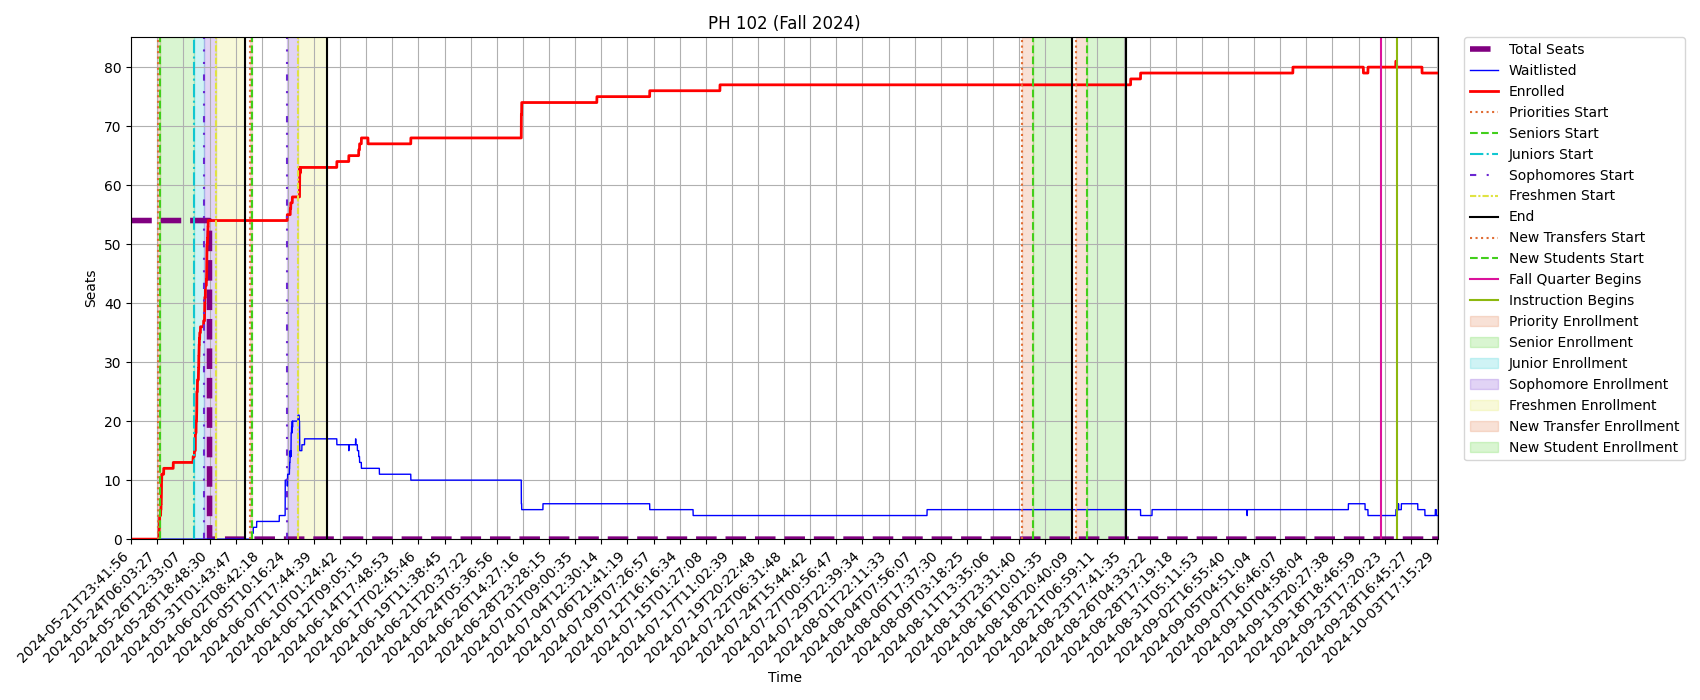 PH 102 (Fall 2024)
Seats
80
70
60
50
40
30
20
10
0
2024-05-21T23:41:56
2024-05-24T06:03:27
2024-05-26T12:33:07
2024-05-28T18:48:30
2024-05-31T01:43:47
2024-06-02T08:42:18
2024-06-05T10:16:24
2024-06-07T17:44:39
2024-06-10T01:24:42
2024-06-12T09:05:15
2024-06-14T17:48:53
2024-06-17T02:45:46
2024-06-19T11:38:45
2024-06-21T20:37:22
2024-06-24T05:36:56
2024-06-26T14:27:16
2024-06-28T23:28:15
2024-07-01T09:00:35
2024-07-04T12:30:14
2024-07-06T21:41:19
2024-07-09T07:26:57
2024-07-12T16:16:34
2024-07-15T01:27:08
2024-07-17T11:02:39
2024-07-19T20:22:48
2024-07-22T06:31:48
2024-07-24T15:44:42
2024-07-27T00:56:47
2024-07-29T22:39:34
2024-08-01T22:11:33
2024-08-04T07:56:07
2024-08-06T17:37:30
2024-08-09T03:18:25
2024-08-11T13:35:06
2024-08-13T23:31:40
2024-08-16T10:01:35
2024-08-18T20:40:09
2024-08-21T06:59:11
2024-08-23T17:41:35
2024-08-26T04:33:22
2024-08-28T17:19:18
2024-08-31T05:11:53
2024-09-02T16:55:40
2024-09-05T04:51:04
2024-09-07T16:46:07
2024-09-10T04:58:04
2024-09-13T20:27:38
2024-09-18T18:46:59
2024-09-23T17:20:23
2024-09-28T16:45:27
2024-10-03T17:15:29
Time
Total Seats
Waitlisted
Enrolled
Priorities Start
Seniors Start
Juniors Start
Sophomores Start
Freshmen Start
End
New Transfers Start
New Students Start
Fall Quarter Begins
Instruction Begins
Priority Enrollment
Senior Enrollment
Junior Enrollment
Sophomore Enrollment
Freshmen Enrollment
New Transfer Enrollment
New Student Enrollment